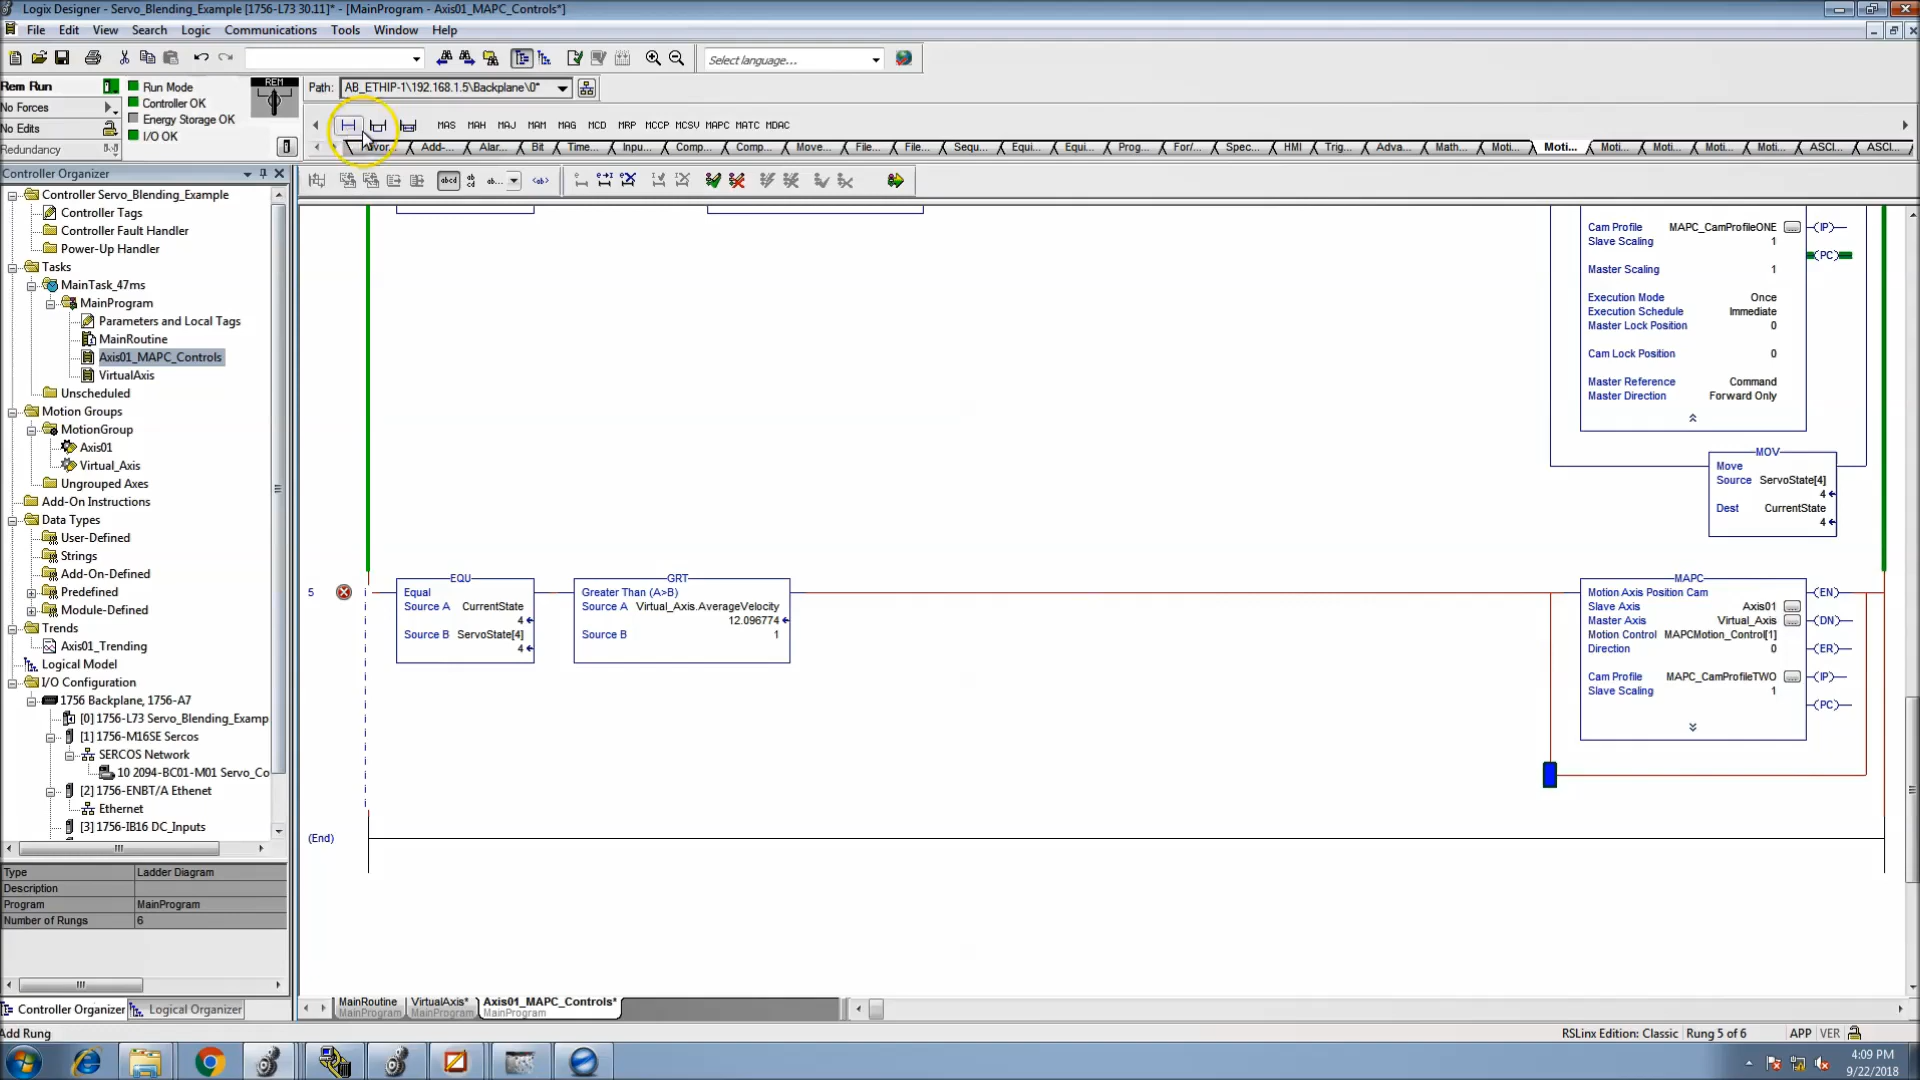 Logix Designer - Servo_Blending_Example [1756-L73 30.11]* - [MainProgram - Axis01_MAPC_Controls*]
File Edit View Search Logic Communications Tools Window Help
Select language...
Rem Run
Run Mode
Controller OK
Energy Storage OK
I/O OK
No Forces
No Edits
Redundancy
REM
Path: AB_ETHIP-1\192.168.1.5\Backplane\0*
MAS MAH MAJ MAM MAG MCD MRP MCCP MCSV MAPC MATC MDAC
Add-... Alar... Bit Time... Inpu... Comp... Comp... Move... File... File... Sequ... Equi... Equi... Prog... For/... Spec... HMI Trig... Adva... Math... Moti... Moti... Moti... Moti... Moti... Moti... ASCI... ASCI...
Controller Organizer
Controller Servo_Blending_Example
Controller Tags
Controller Fault Handler
Power-Up Handler
Tasks
MainTask_47ms
MainProgram
Parameters and Local Tags
MainRoutine
Axis01_MAPC_Controls
VirtualAxis
Unscheduled
Motion Groups
MotionGroup
Axis01
Virtual_Axis
Ungrouped Axes
Add-On Instructions
Data Types
User-Defined
Strings
Add-On-Defined
Predefined
Module-Defined
Trends
Axis01_Trending
Logical Model
I/O Configuration
1756 Backplane, 1756-A7
[0] 1756-L73 Servo_Blending_Examp
[1] 1756-M16SE Sercos
SERCOS Network
10 2094-BC01-M01 Servo_Co
[2] 1756-ENBT/A Ethenet
Ethernet
[3] 1756-IB16 DC_Inputs
Type Ladder Diagram
Description
Program MainProgram
Number of Rungs 6
Controller Organizer Logical Organizer
Cam Profile MAPC_CamProfileONE
Slave Scaling 1
Master Scaling 1
Execution Mode Once
Execution Schedule Immediate
Master Lock Position 0
Cam Lock Position 0
Master Reference Command
Master Direction Forward Only
IP
PC
MOV
Move
Source ServoState[4]
4
Dest CurrentState
4
5
EQU
Equal
Source A CurrentState
4
Source B ServoState[4]
4
GRT
Greater Than (A>B)
Source A Virtual_Axis.AverageVelocity
12.096774
Source B 1
MAPC
Motion Axis Position Cam
Slave Axis Axis01
Master Axis Virtual_Axis
Motion Control MAPCMotion_Control[1]
Direction 0
Cam Profile MAPC_CamProfileTWO
Slave Scaling 1
EN
DN
ER
IP
PC
(End)
MainRoutine
MainProgram
VirtualAxis*
MainProgram
Axis01_MAPC_Controls*
MainProgram
Add Rung
RSLinx Edition: Classic Rung 5 of 6 APP VER
4:09 PM
9/22/2018